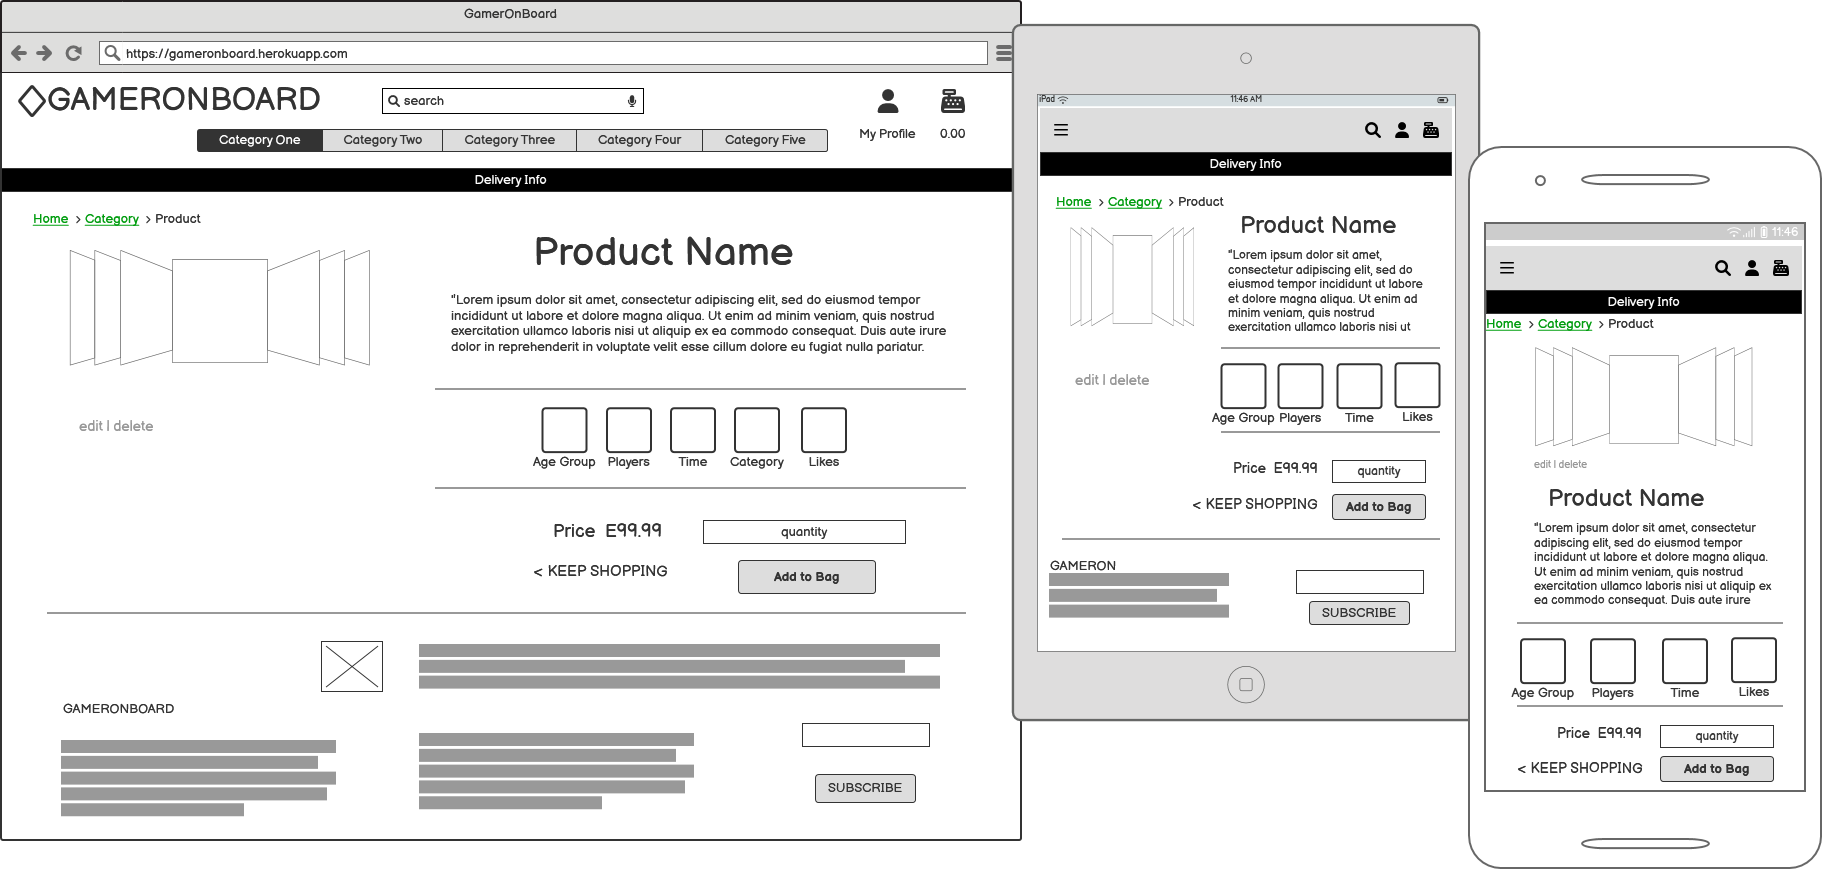 GamerOnBoard
https://gameronboard.herokuapp.com
GAMERONBOARD
search
My Profile
0.00
Category One
Category Two
Category Three
Category Four
Category Five
Delivery Info
Home > Category > Product
Product Name
"Lorem ipsum dolor sit amet, consectetur adipiscing elit, sed do eiusmod tempor
incididunt ut labore et dolore magna aliqua. Ut enim ad minim veniam, quis nostrud
exercitation ullamco laboris nisi ut aliquip ex ea commodo consequat. Duis aute irure
dolor in reprehenderit in voluptate velit esse cillum dolore eu fugiat nulla pariatur.
edit | delete
Age Group
Players
Time
Category
Likes
Price E99.99
quantity
< KEEP SHOPPING
Add to Bag
GAMERONBOARD
SUBSCRIBE
iPad
11:46 AM
Delivery Info
Home > Category > Product
Product Name
"Lorem ipsum dolor sit amet,
consectetur adipiscing elit, sed do
eiusmod tempor incididunt ut labore
et dolore magna aliqua. Ut enim ad
minim veniam, quis nostrud
exercitation ullamco laboris nisi ut
edit | delete
Age Group
Players
Time
Likes
Price E99.99
quantity
< KEEP SHOPPING
Add to Bag
GAMERON
SUBSCRIBE
11:46
Delivery Info
Home > Category > Product
edit | delete
Product Name
"Lorem ipsum dolor sit amet, consectetur
adipiscing elit, sed do eiusmod tempor
incididunt ut labore et dolore magna aliqua.
Ut enim ad minim veniam, quis nostrud
exercitation ullamco laboris nisi ut aliquip ex
ea commodo consequat. Duis aute irure
Age Group
Players
Time
Likes
Price E99.99
quantity
< KEEP SHOPPING
Add to Bag